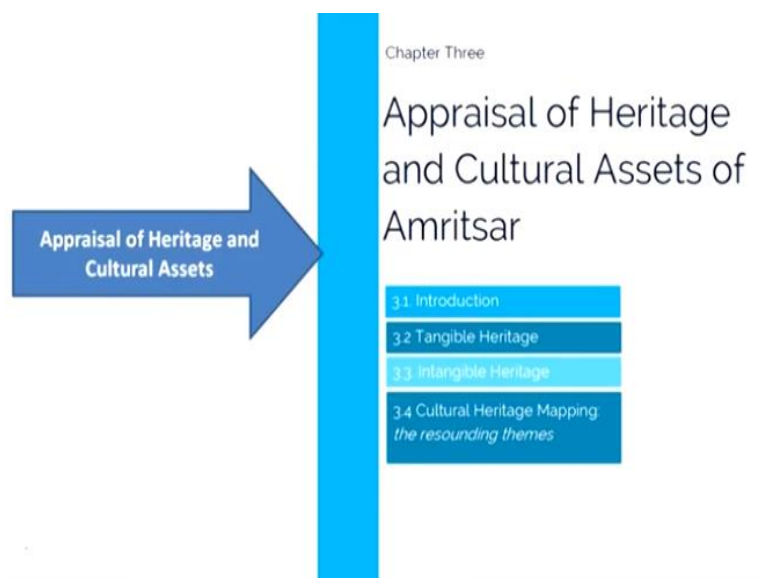 Appraisal of Heritage and
Cultural Assets
Chapter Three
Appraisal of Heritage
and Cultural Assets of
Amritsar
3.1. Introduction
3.2 Tangible Heritage
3.3. Intangible Heritage
3.4 Cultural Heritage Mapping:
the resounding themes